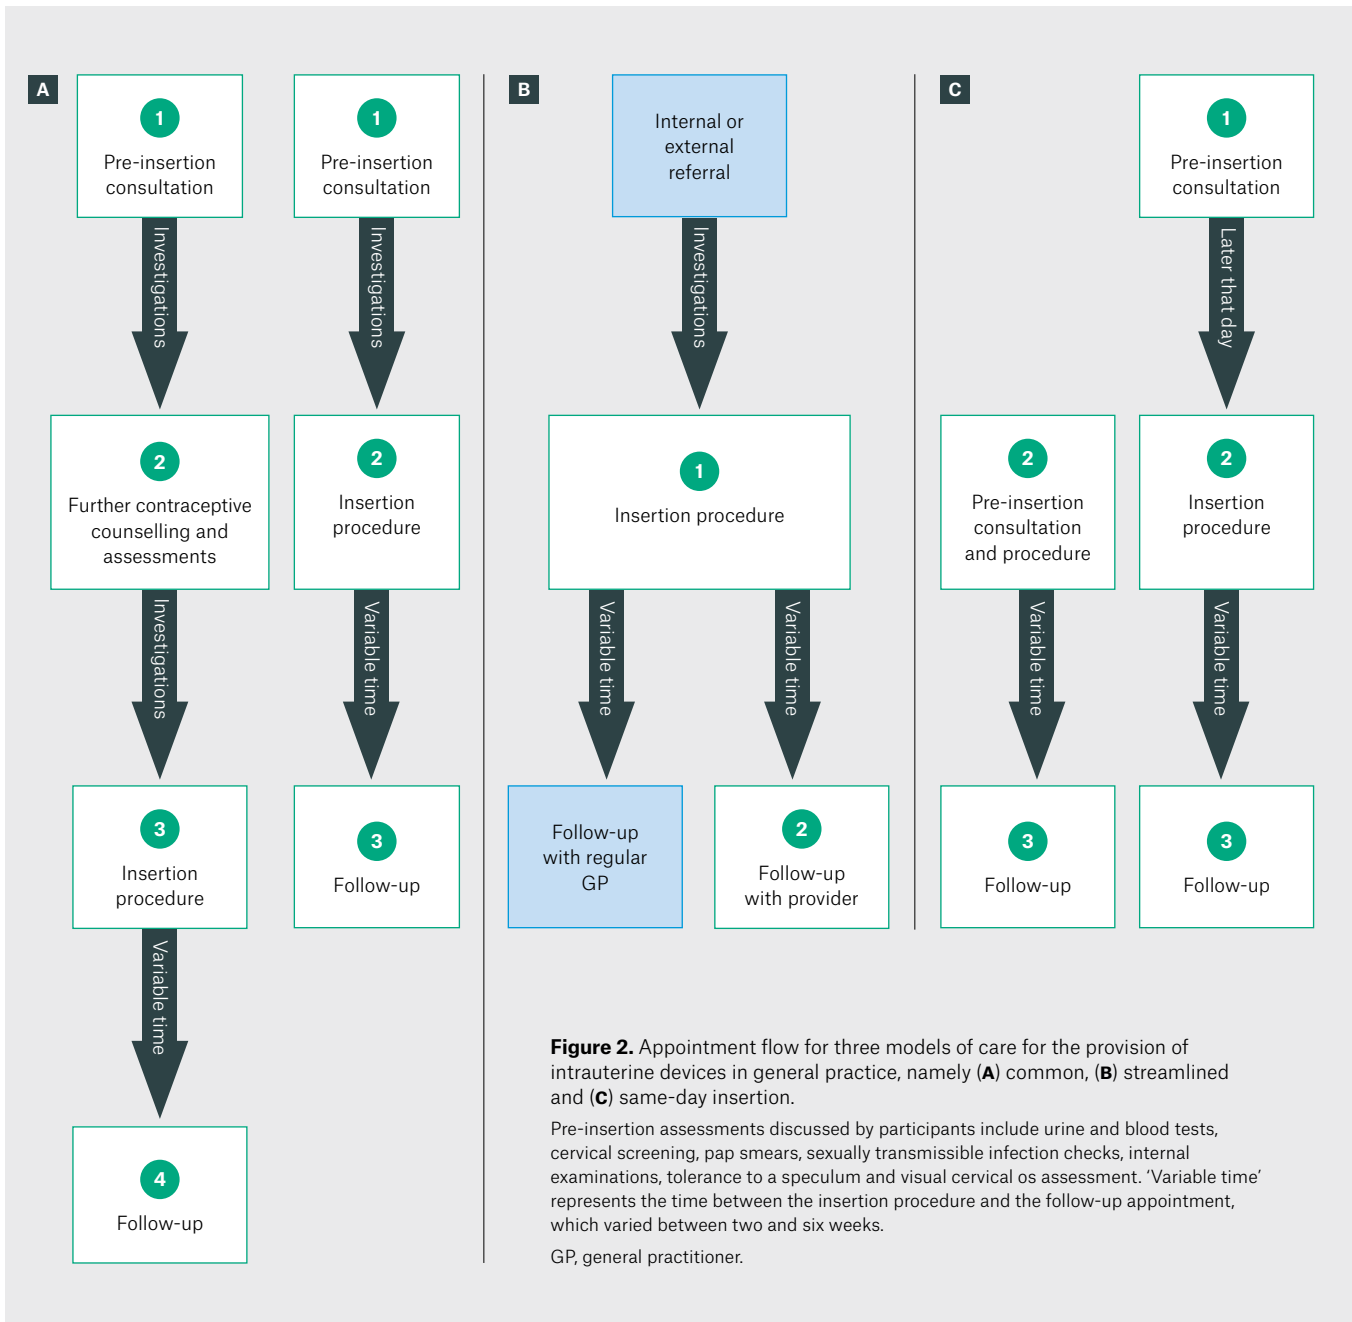 A
1
Pre-insertion
consultation
Investigations
2
Further contraceptive
counselling and
assessments
Investigations
3
Insertion
procedure
Variable time
4
Follow-up
1
Pre-insertion
consultation
Investigations
2
Insertion
procedure
Variable time
3
Follow-up
B
Internal or
external
referral
Investigations
1
Insertion procedure
Variable time
Follow-up
with regular
GP
Variable time
2
Follow-up
with provider
C
2
Pre-insertion
consultation
and procedure
Variable time
3
Follow-up
1
Pre-insertion
consultation
Later that day
2
Insertion
procedure
Variable time
3
Follow-up
Figure 2. Appointment flow for three models of care for the provision of
intrauterine devices in general practice, namely (A) common, (B) streamlined
and (C) same-day insertion.
Pre-insertion assessments discussed by participants include urine and blood tests,
cervical screening, pap smears, sexually transmissible infection checks, internal
examinations, tolerance to a speculum and visual cervical os assessment. ‘Variable time’
represents the time between the insertion procedure and the follow-up appointment,
which varied between two and six weeks.
GP, general practitioner.